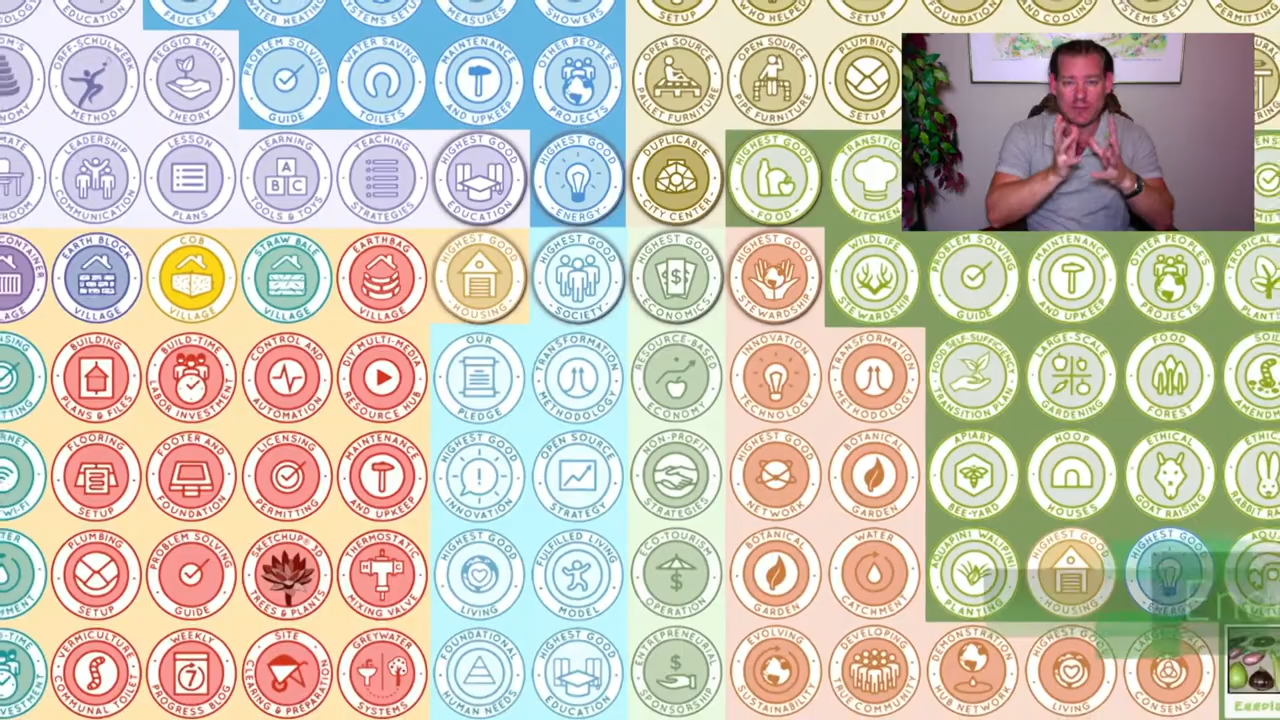 FAUCETS
WATER HEATING
SYSTEMS SETUP
MEASURES
SHOWERS
SETUP
WHO HELPED
SETUP
FOUNDATION
AND COOLING
SYSTEMS SETUP
PERMITTING
ORFF-SCHULWERK METHOD
REGGIO EMILIA THEORY
PROBLEM SOLVING GUIDE
WATER SAVING TOILETS
MAINTENANCE AND UPKEEP
OTHER PEOPLE'S PROJECTS
OPEN SOURCE PALLET FURNITURE
OPEN SOURCE PIPE FURNITURE
PLUMBING SETUP
LEADERSHIP COMMUNICATION
LESSON PLANS
LEARNING TOOLS & TOYS
A B C
TEACHING STRATEGIES
HIGHEST GOOD EDUCATION
HIGHEST GOOD ENERGY
DUPLICABLE CITY CENTER
HIGHEST GOOD FOOD
TRANSITION KITCHEN
EARTH BLOCK VILLAGE
COB VILLAGE
STRAW BALE VILLAGE
EARTHBAG VILLAGE
HIGHEST GOOD HOUSING
HIGHEST GOOD SOCIETY
HIGHEST GOOD ECONOMICS
$
HIGHEST GOOD STEWARDSHIP
WILDLIFE STEWARDSHIP
PROBLEM SOLVING GUIDE
MAINTENANCE AND UPKEEP
OTHER PEOPLE'S PROJECTS
BUILDING PLANS & FILES
BUILD-TIME LABOR INVESTMENT
CONTROL AND AUTOMATION
DIY MULTI-MEDIA RESOURCE HUB
OUR PLEDGE
TRANSFORMATION METHODOLOGY
RESOURCE-BASED ECONOMY
INNOVATION TECHNOLOGY
TRANSFORMATION METHODOLOGY
FOOD SELF-SUFFICIENCY TRANSITION PLAN
LARGE-SCALE GARDENING
FOOD FOREST
WI-FI
FLOORING SETUP
FOOTER AND FOUNDATION
LICENSING PERMITTING
MAINTENANCE AND UPKEEP
HIGHEST GOOD INNOVATION
!
OPEN SOURCE STRATEGY
NON-PROFIT STRATEGIES
HIGHEST GOOD NETWORK
BOTANICAL GARDEN
APIARY BEE-YARD
HOOP HOUSES
ETHICAL GOAT RAISING
PLUMBING SETUP
PROBLEM SOLVING GUIDE
SKETCHUP® 3D TREES & PLANTS
THERMOSTATIC MIXING VALVE
H C
HIGHEST GOOD LIVING
FULFILLED LIVING MODEL
ECO-TOURISM OPERATION
$
BOTANICAL GARDEN
WATER CATCHMENT
AQUAPINI WALIPINI PLANTING
HIGHEST GOOD HOUSING
HIGHEST GOOD ENERGY
VERMICULTURE COMMUNAL TOILET
WEEKLY PROGRESS BLOG
7
SITE CLEARING & PREPARATION
GREYWATER SYSTEMS
FOUNDATIONAL HUMAN NEEDS
HIGHEST GOOD EDUCATION
ENTREPRENEURIAL SPONSORSHIP
$
EVOLVING SUSTAINABILITY
DEVELOPING TRUE COMMUNITY
DEMONSTRATION HUB NETWORK
HIGHEST GOOD LIVING
CONSENSUS